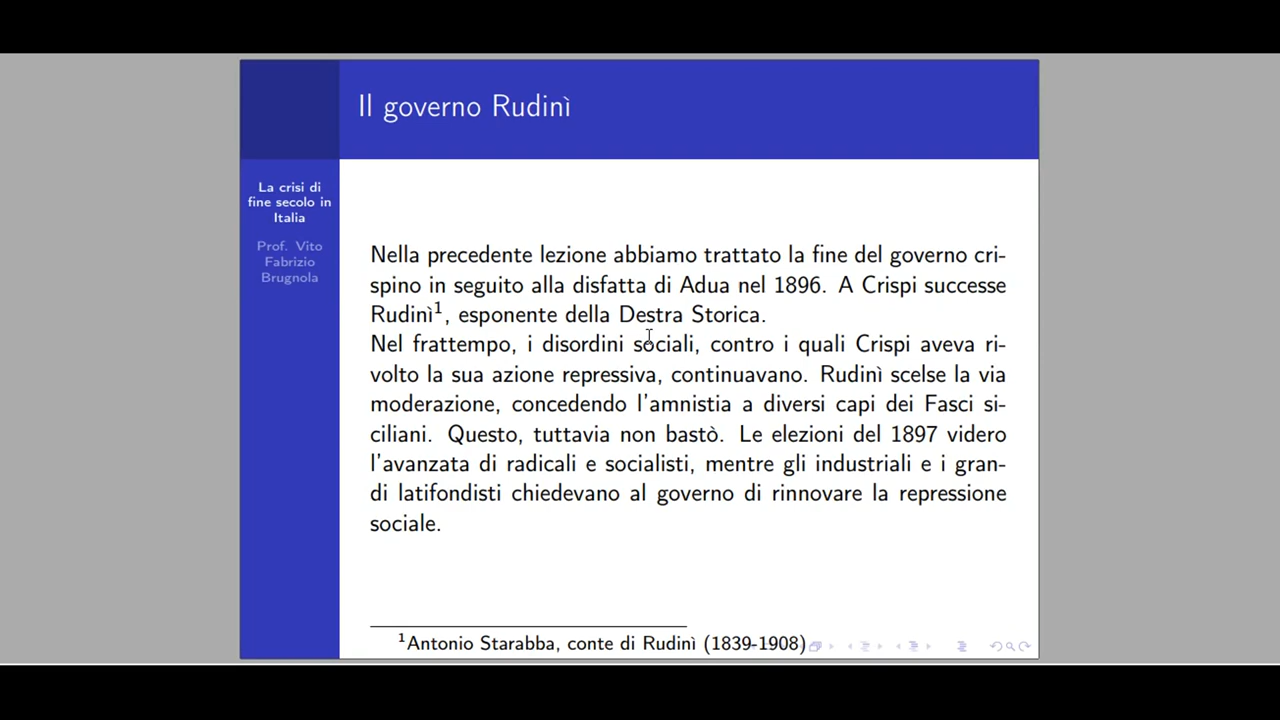 Il governo Rudinì
La crisi di
fine secolo in
Italia
Prof. Vito
Fabrizio
Brugnola
Nella precedente lezione abbiamo trattato la fine del governo cri-
spino in seguito alla disfatta di Adua nel 1896. A Crispi successe
Rudinì¹, esponente della Destra Storica.
Nel frattempo, i disordini sociali, contro i quali Crispi aveva ri-
volto la sua azione repressiva, continuavano. Rudinì scelse la via
moderazione, concedendo l'amnistia a diversi capi dei Fasci si-
ciliani. Questo, tuttavia non bastò. Le elezioni del 1897 videro
l'avanzata di radicali e socialisti, mentre gli industriali e i gran-
di latifondisti chiedevano al governo di rinnovare la repressione
sociale.
¹Antonio Starabba, conte di Rudinì (1839-1908)